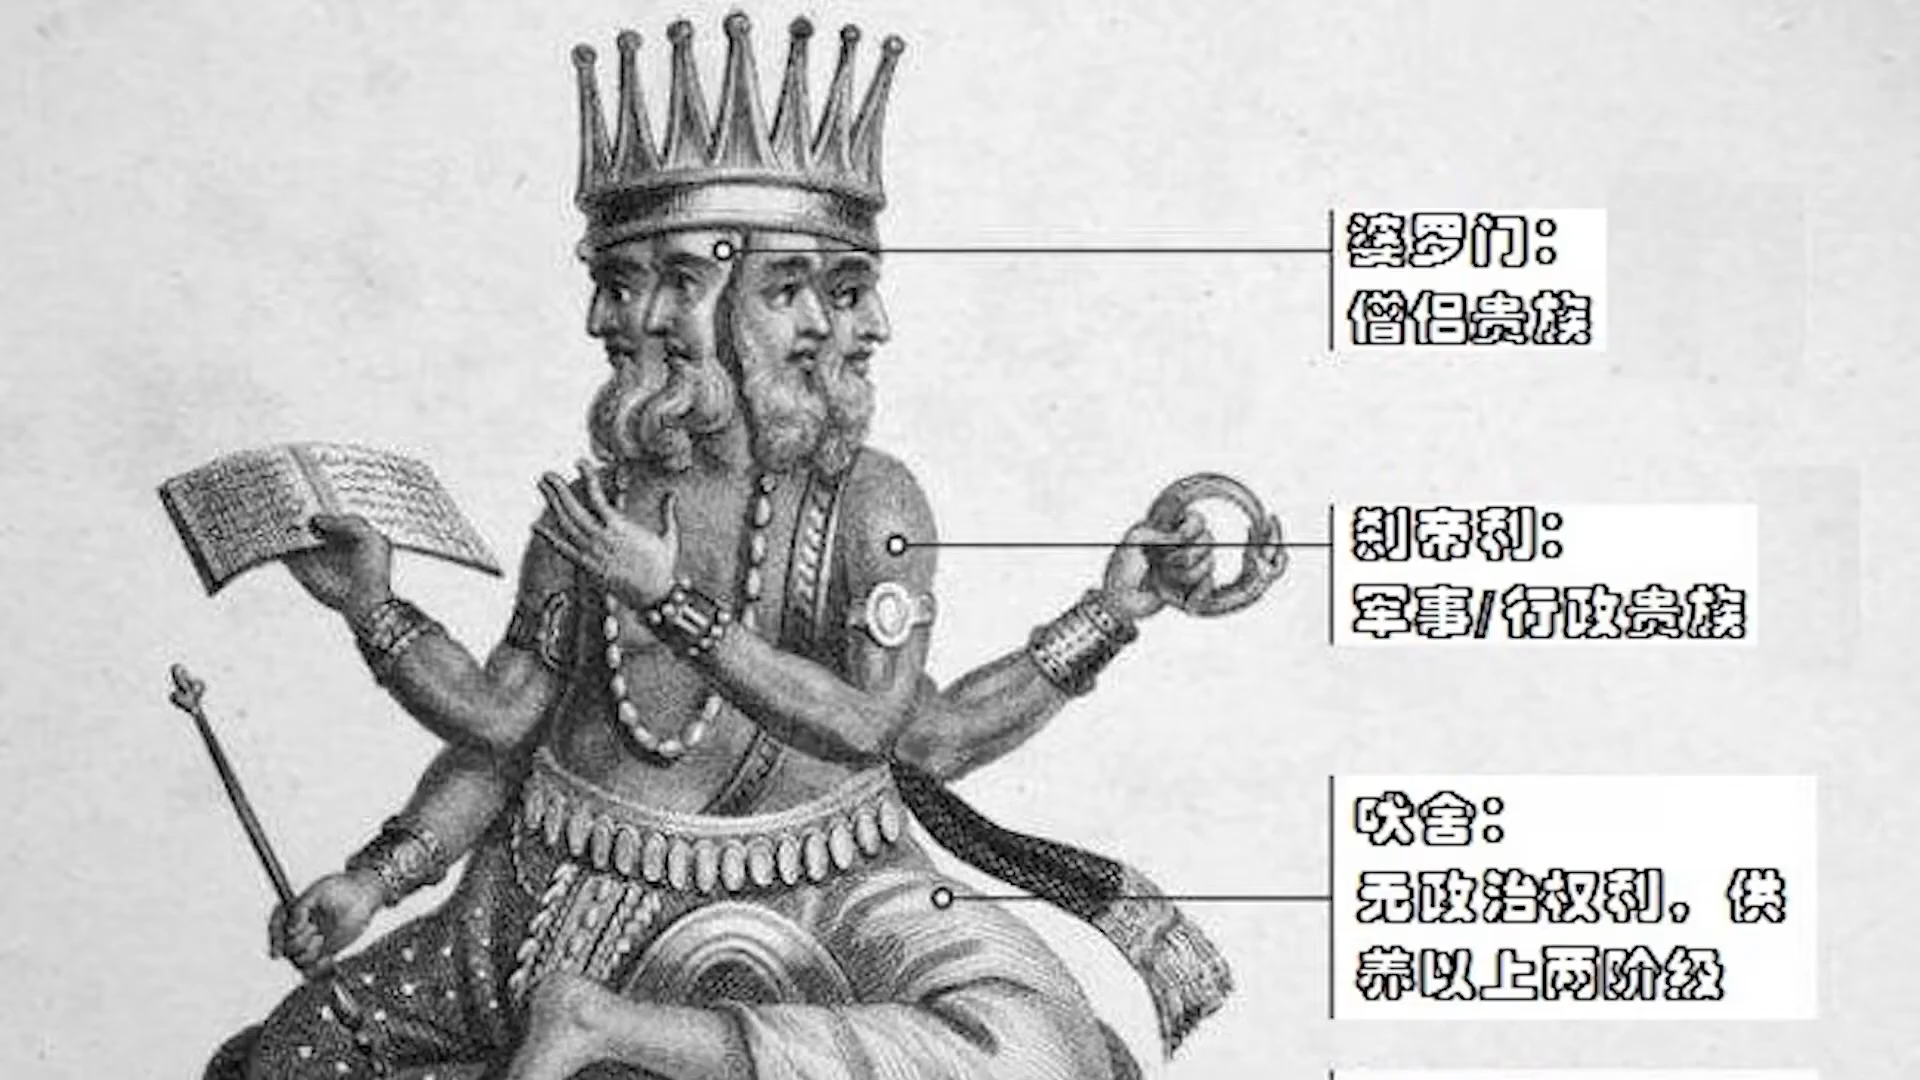 婆罗门：
僧侣贵族
刹帝利：
军事/行政贵族
吠舍：
无政治权利，供
养以上两阶级